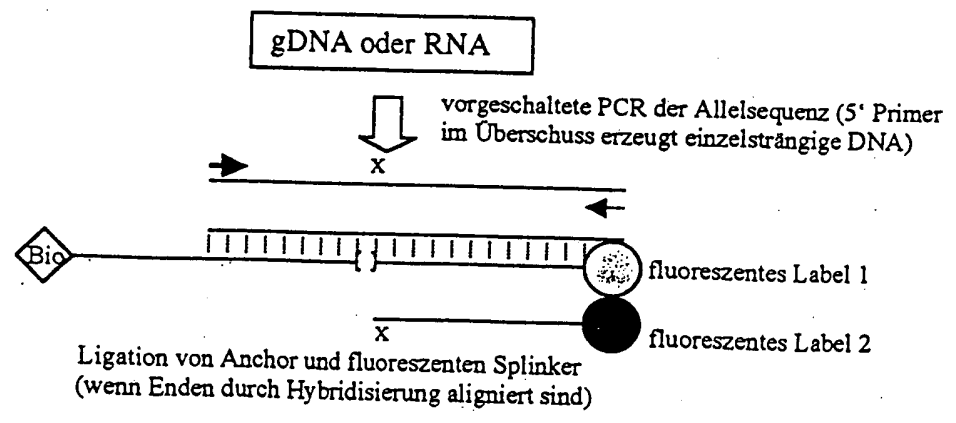 gDNA oder RNA
vorgeschaltete PCR der Allelsequenz (5‘ Primer
im Überschuss erzeugt einzelsträngige DNA)
x
Bio
fluoreszentes Label 1
x
fluoreszentes Label 2
Ligation von Anchor und fluoreszenten Splinker
(wenn Enden durch Hybridisierung aligniert sind)